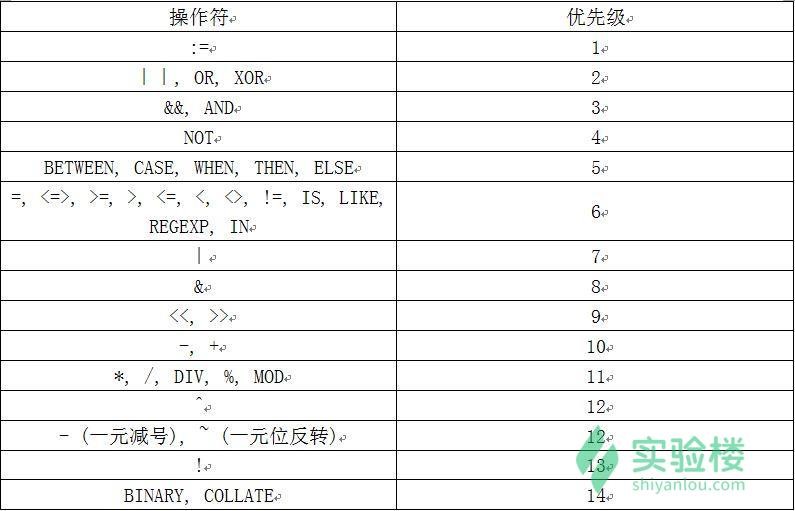 操作符 优先级
:= 1
||, OR, XOR 2
&&, AND 3
NOT 4
BETWEEN, CASE, WHEN, THEN, ELSE 5
=, <=>, >=, >, <=, <, <>, !=, IS, LIKE,
REGEXP, IN 6
| 7
& 8
<<, >> 9
-, + 10
*, /, DIV, %, MOD 11
^ 12
- (一元减号), ~ (一元位反转) 12
! 13
BINARY, COLLATE 14
实验楼
shiyanlou.com